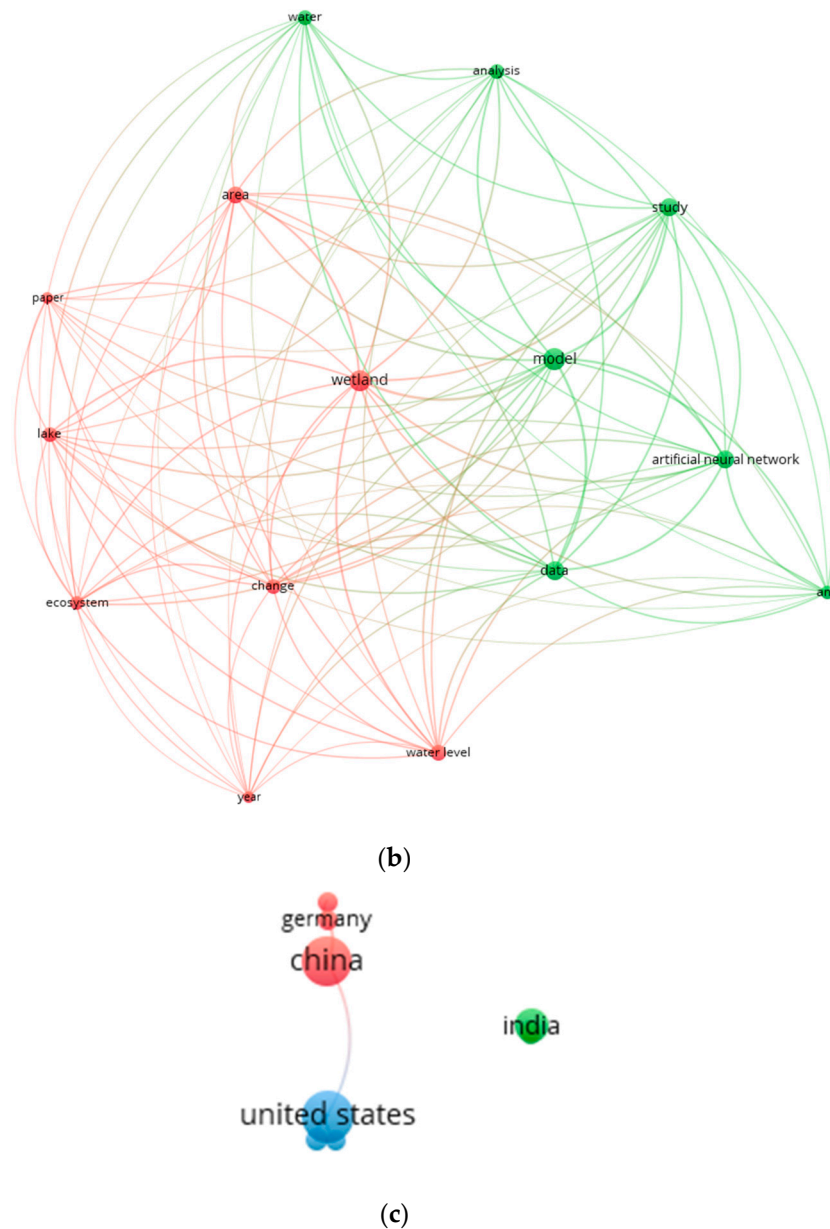 water
analysis
area
study
paper
model
wetland
lake
artificial neural network
data
change
ecosystem
water level
year
(b)
germany
china
india
united states
(c)